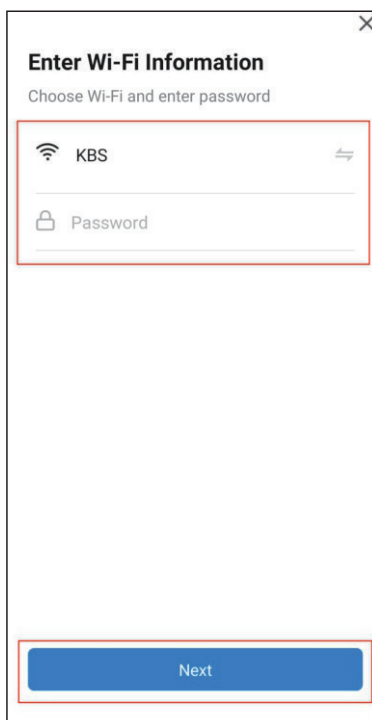 Enter Wi-Fi Information
Choose Wi-Fi and enter password
KBS
Password
Next